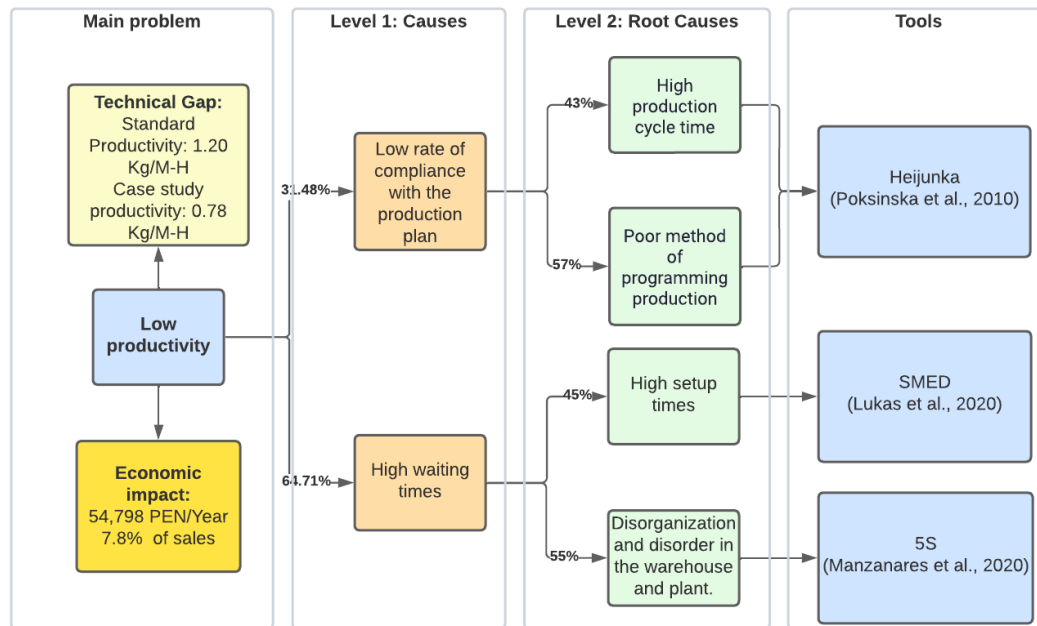 Main problem
Level 1: Causes
Level 2: Root Causes
Tools
Technical Gap:
Standard
Productivity: 1.20
Kg/M-H
Case study
productivity: 0.78
Kg/M-H
Low
productivity
Economic
impact:
54,798 PEN/Year
7.8% of sales
31.48%
Low rate of
compliance
with the
production
plan
64.71%
High waiting
times
43%
High
production
cycle time
57%
Poor method
of
programming
production
45%
High setup
times
55%
Disorganization
and disorder in
the warehouse
and plant.
Heijunka
(Poksinska et al., 2010)
SMED
(Lukas et al., 2020)
5S
(Manzanares et al., 2020)